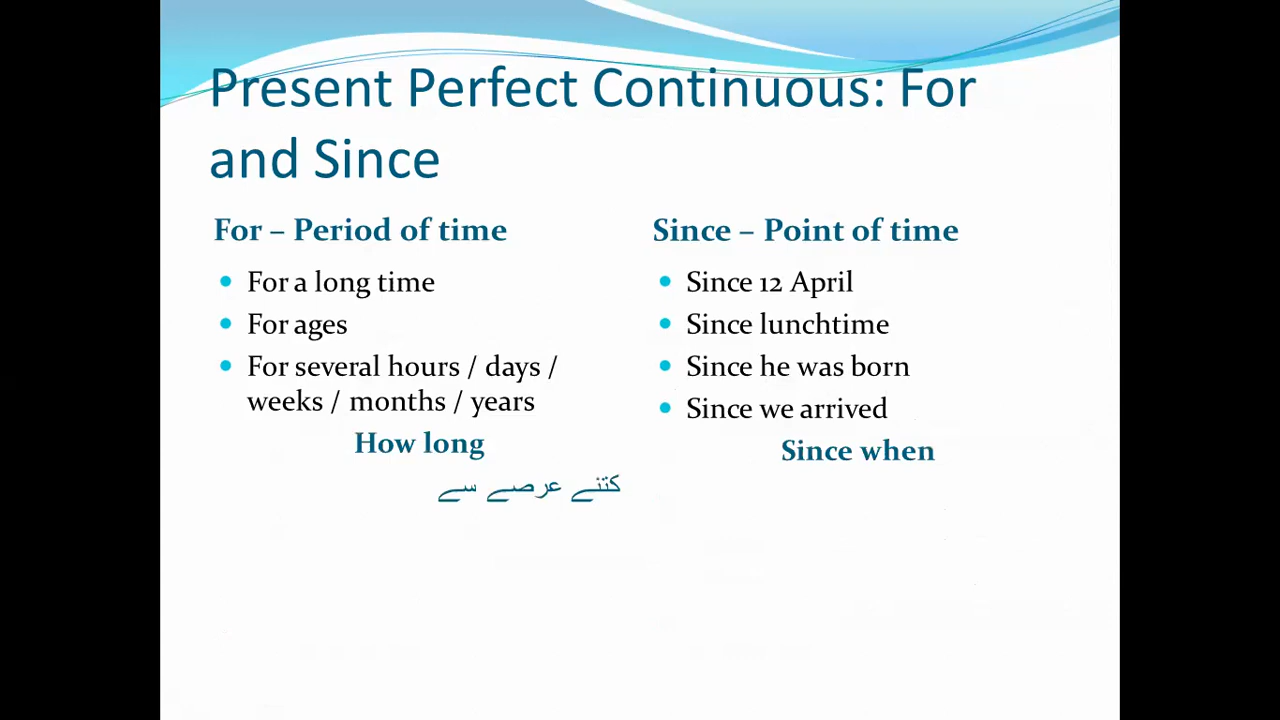 Present Perfect Continuous: For
and Since
For – Period of time
For a long time
For ages
For several hours / days /
weeks / months / years
How long
کتنے عرصے سے
Since – Point of time
Since 12 April
Since lunchtime
Since he was born
Since we arrived
Since when